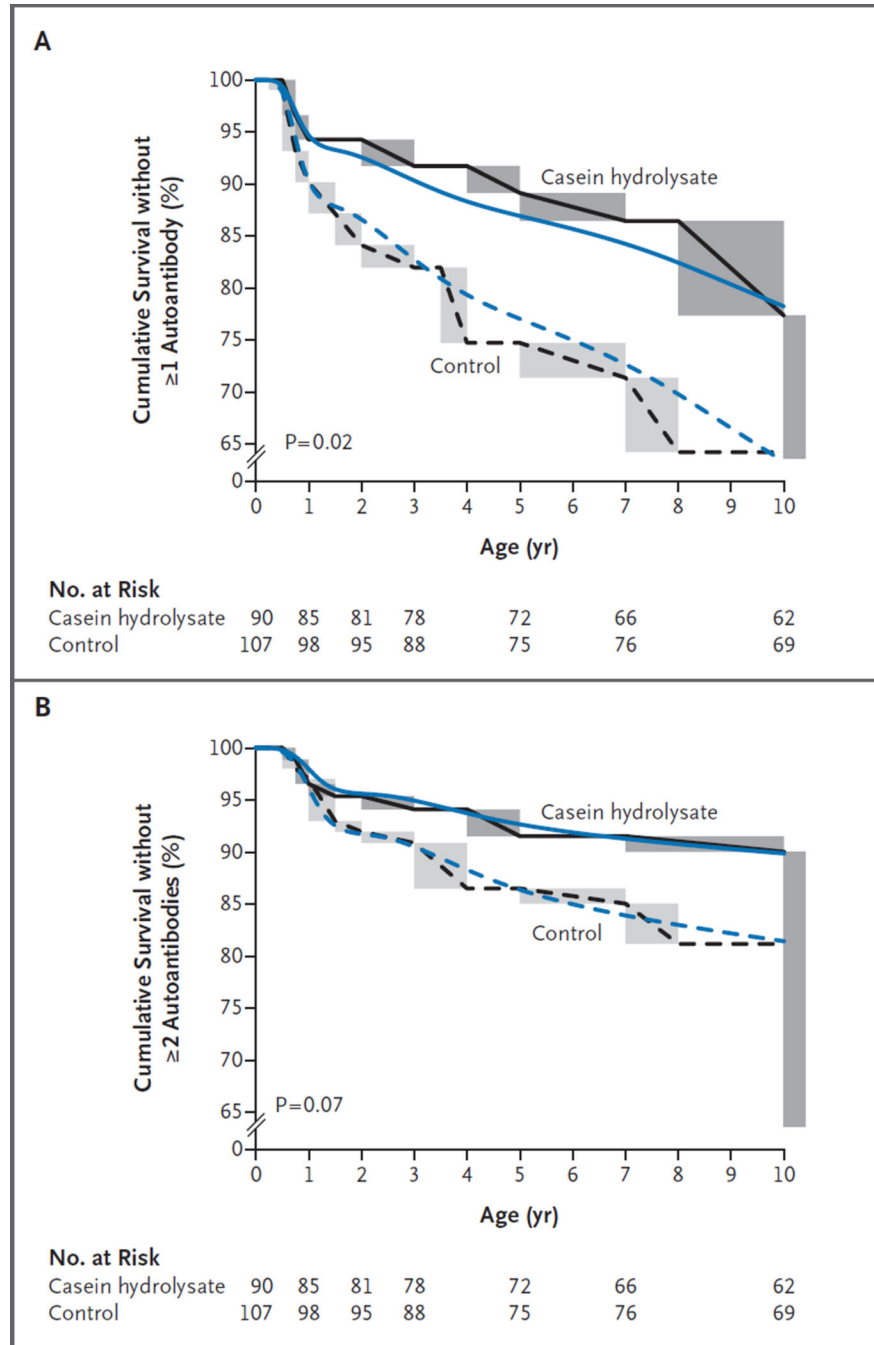 A
Cumulative Survival without
≥1 Autoantibody (%)
100
95
90
85
80
75
70
65
0
Casein hydrolysate
Control
P=0.02
0 1 2 3 4 5 6 7 8 9 10
Age (yr)
No. at Risk
Casein hydrolysate 90 85 81 78 72 66 62
Control 107 98 95 88 75 76 69
B
Cumulative Survival without
≥2 Autoantibodies (%)
100
95
90
85
80
75
70
65
0
Casein hydrolysate
Control
P=0.07
0 1 2 3 4 5 6 7 8 9 10
Age (yr)
No. at Risk
Casein hydrolysate 90 85 81 78 72 66 62
Control 107 98 95 88 75 76 69